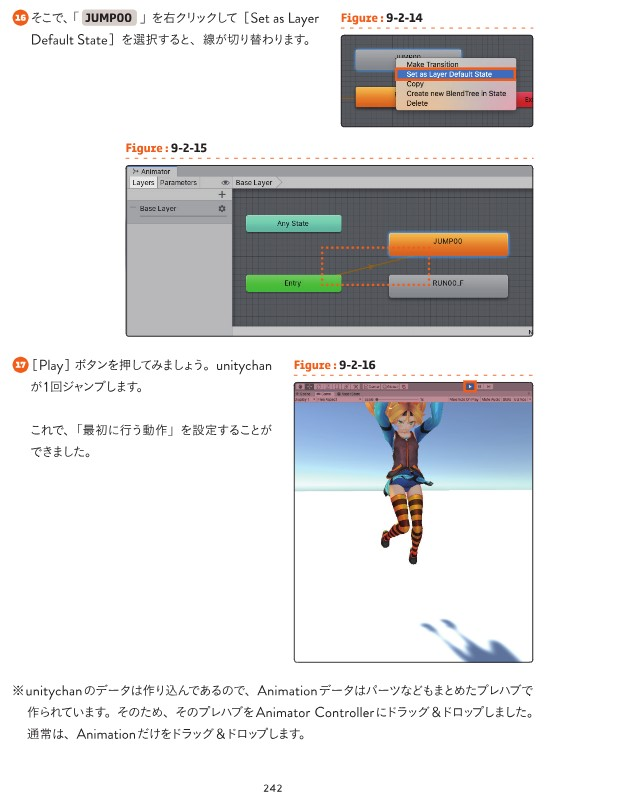 16 そこで、「 JUMP00 」を右クリックして［Set as Layer
Default State］を選択すると、線が切り替わります。
Figure : 9-2-14
Make Transition
Set as Layer Default State
Copy
Create new BlendTree in State
Delete
Figure : 9-2-15
Animator
Layers Parameters Base Layer
Base Layer
Any State
JUMP00
Entry
RUN00_F
17 ［Play］ボタンを押してみましょう。unitychan
が1回ジャンプします。
これで、「最初に行う動作」を設定することが
できました。
Figure : 9-2-16
※unitychanのデータは作り込んであるので、Animationデータはパーツなどもまとめたプレハブで
作られています。そのため、そのプレハブをAnimator Controllerにドラッグ&ドロップしました。
通常は、Animationだけをドラッグ&ドロップします。
242